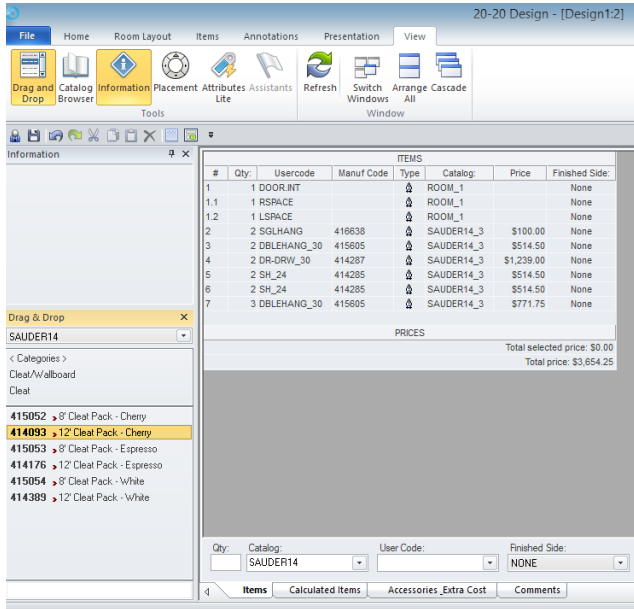 20-20 Design - [Design1:2]
File Home Room Layout Items Annotations Presentation View
Drag and Drop Catalog Browser Information Placement Attributes Lite Assistants Refresh Switch Windows Arrange All Cascade
Tools Window
Information
ITEMS
# Qty: Usercode Manuf Code Type Catalog: Price Finished Side:
1 1 DOOR.INT ROOM_1 None
1.1 1 RSPACE ROOM_1 None
1.2 1 LSPACE ROOM_1 None
2 2 SGLHANG 416638 SAUDER14_3 $100.00 None
3 2 DBLEHANG_30 415605 SAUDER14_3 $514.50 None
4 2 DR-DRW_30 414287 SAUDER14_3 $1,239.00 None
5 2 SH_24 414285 SAUDER14_3 $514.50 None
6 2 SH_24 414285 SAUDER14_3 $514.50 None
7 3 DBLEHANG_30 415605 SAUDER14_3 $771.75 None
PRICES
Total selected price: $0.00
Total price: $3,654.25
Drag & Drop
SAUDER14
< Categories >
Cleat/Wallboard
Cleat
415052 8' Cleat Pack - Cherry
414093 12' Cleat Pack - Cherry
415053 8' Cleat Pack - Espresso
414176 12' Cleat Pack - Espresso
415054 8' Cleat Pack - White
414389 12' Cleat Pack - White
Qty: Catalog: User Code: Finished Side:
SAUDER14 NONE
Items Calculated Items Accessories_Extra Cost Comments